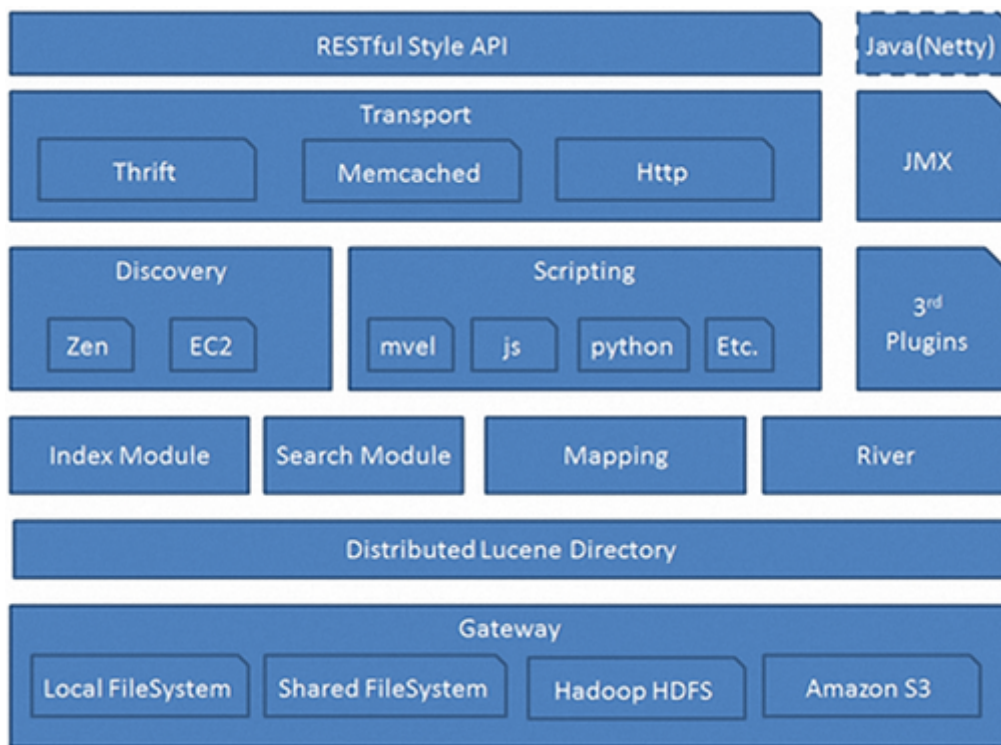 RESTful Style API
Java(Netty)
Transport
Thrift
Memcached
Http
JMX
Discovery
Zen
EC2
Scripting
mvel
js
python
Etc.
3rd
Plugins
Index Module
Search Module
Mapping
River
Distributed Lucene Directory
Gateway
Local FileSystem
Shared FileSystem
Hadoop HDFS
Amazon S3